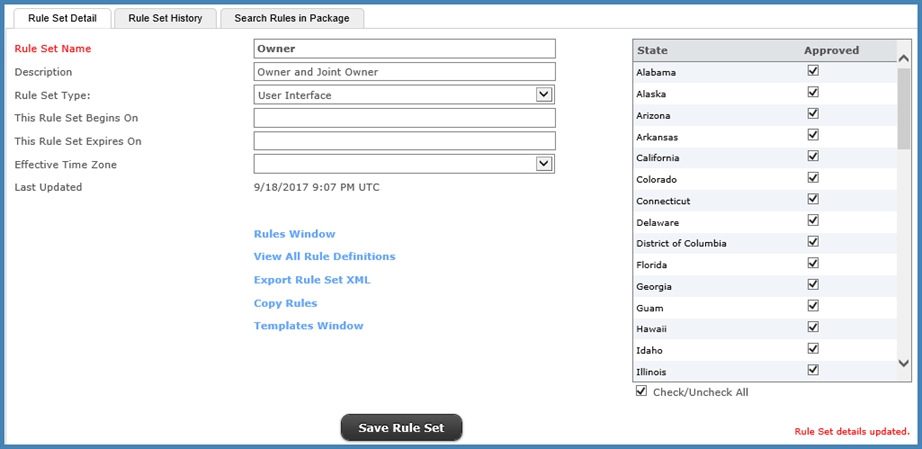 Rule Set Detail Rule Set History Search Rules in Package
Rule Set Name Owner
Description Owner and Joint Owner
Rule Set Type: User Interface
This Rule Set Begins On
This Rule Set Expires On
Effective Time Zone
Last Updated 9/18/2017 9:07 PM UTC
Rules Window
View All Rule Definitions
Export Rule Set XML
Copy Rules
Templates Window
State Approved
Alabama
Alaska
Arizona
Arkansas
California
Colorado
Connecticut
Delaware
District of Columbia
Florida
Georgia
Guam
Hawaii
Idaho
Illinois
Check/Uncheck All
Save Rule Set
Rule Set details updated.